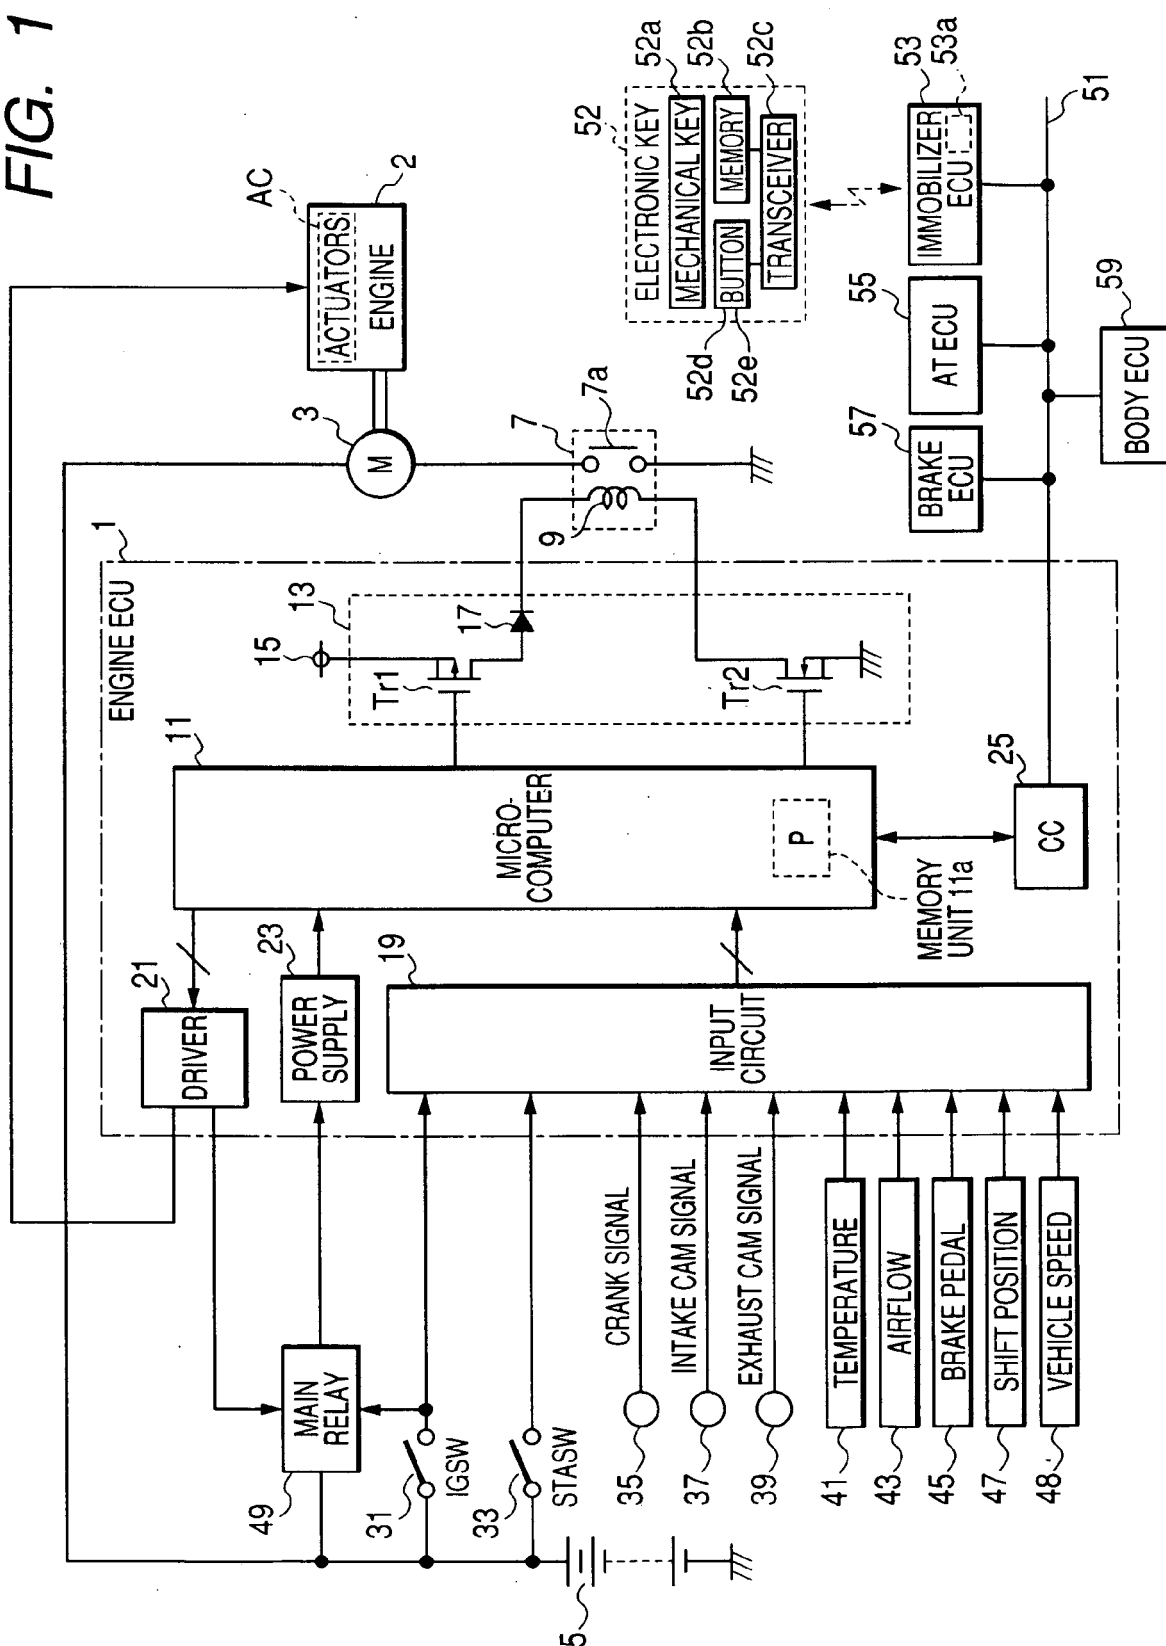 FIG. 1
ENGINE ECU
1
AC
ACTUATORS
ENGINE
2
3
M
7
7a
9
13
15
17
Tr1
Tr2
11
MICRO-
COMPUTER
P
MEMORY
UNIT 11a
21
DRIVER
23
POWER
SUPPLY
19
INPUT
CIRCUIT
25
CC
49
MAIN
RELAY
31
IGSW
33
STASW
5
35
CRANK SIGNAL
37
INTAKE CAM SIGNAL
39
EXHAUST CAM SIGNAL
41
TEMPERATURE
43
AIRFLOW
45
BRAKE PEDAL
47
SHIFT POSITION
48
VEHICLE SPEED
52
ELECTRONIC KEY
MECHANICAL KEY
52a
BUTTON
MEMORY
52b
TRANSCEIVER
52c
52d
52e
53
53a
IMMOBILIZER
ECU
55
AT ECU
57
BRAKE
ECU
51
59
BODY ECU